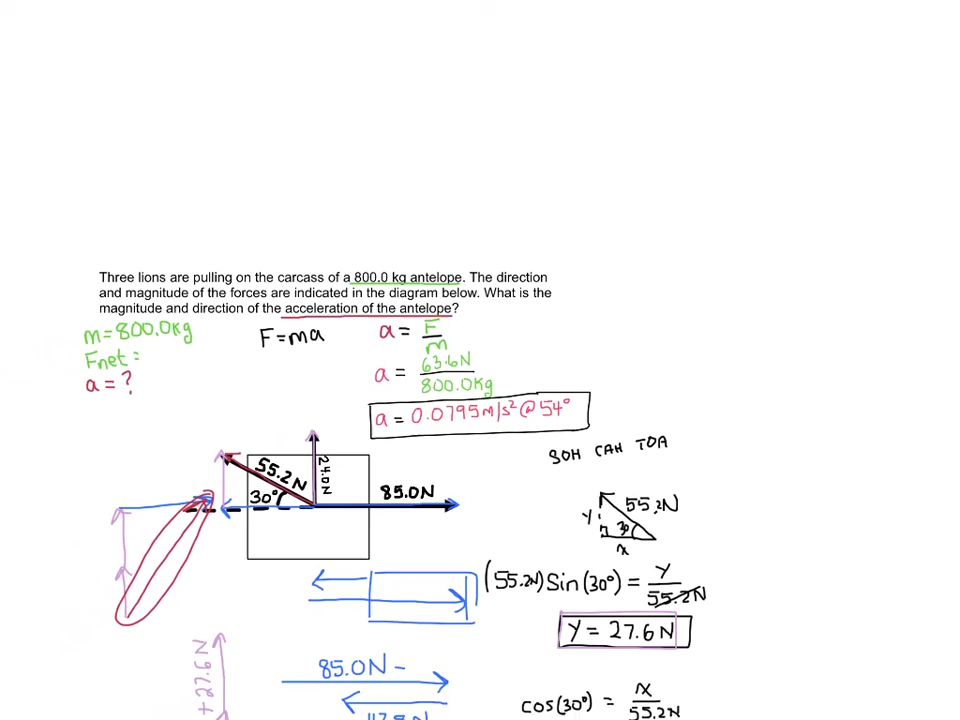 Three lions are pulling on the carcass of a 800.0 kg antelope. The direction
and magnitude of the forces are indicated in the diagram below. What is the
magnitude and direction of the acceleration of the antelope?
m=800.0kg
Fnet =
a = ?
F=ma
a = F/m
a = 63.6N/800.0kg
a = 0.0795m/s²@54°
SOH CAH TOA
55.2N
30°
24.0N
85.0N
55.2N
y
30
x
(55.2N)Sin(30°) = y/55.2N
y = 27.6N
+27.6N
85.0N -
cos(30°) = x/55.2N